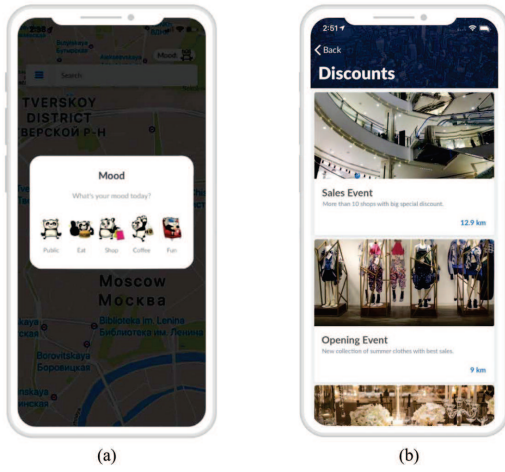 2:51
Mood
Search
TVERSKOY
DISTRICT
ТВЕРСКОЙ Р-Н
Mood
What's your mood today?
Public Eat Shop Coffee Fun
Moscow
Москва
Biblioteka im. Lenina
Библиотека им. Ленина
Borovitskaya
Боровицкая
Back
Discounts
Sales Event
More than 10 shops with big special discount.
12.9 km
Opening Event
New collection of summer clothes with best sales.
9 km
(a)
(b)